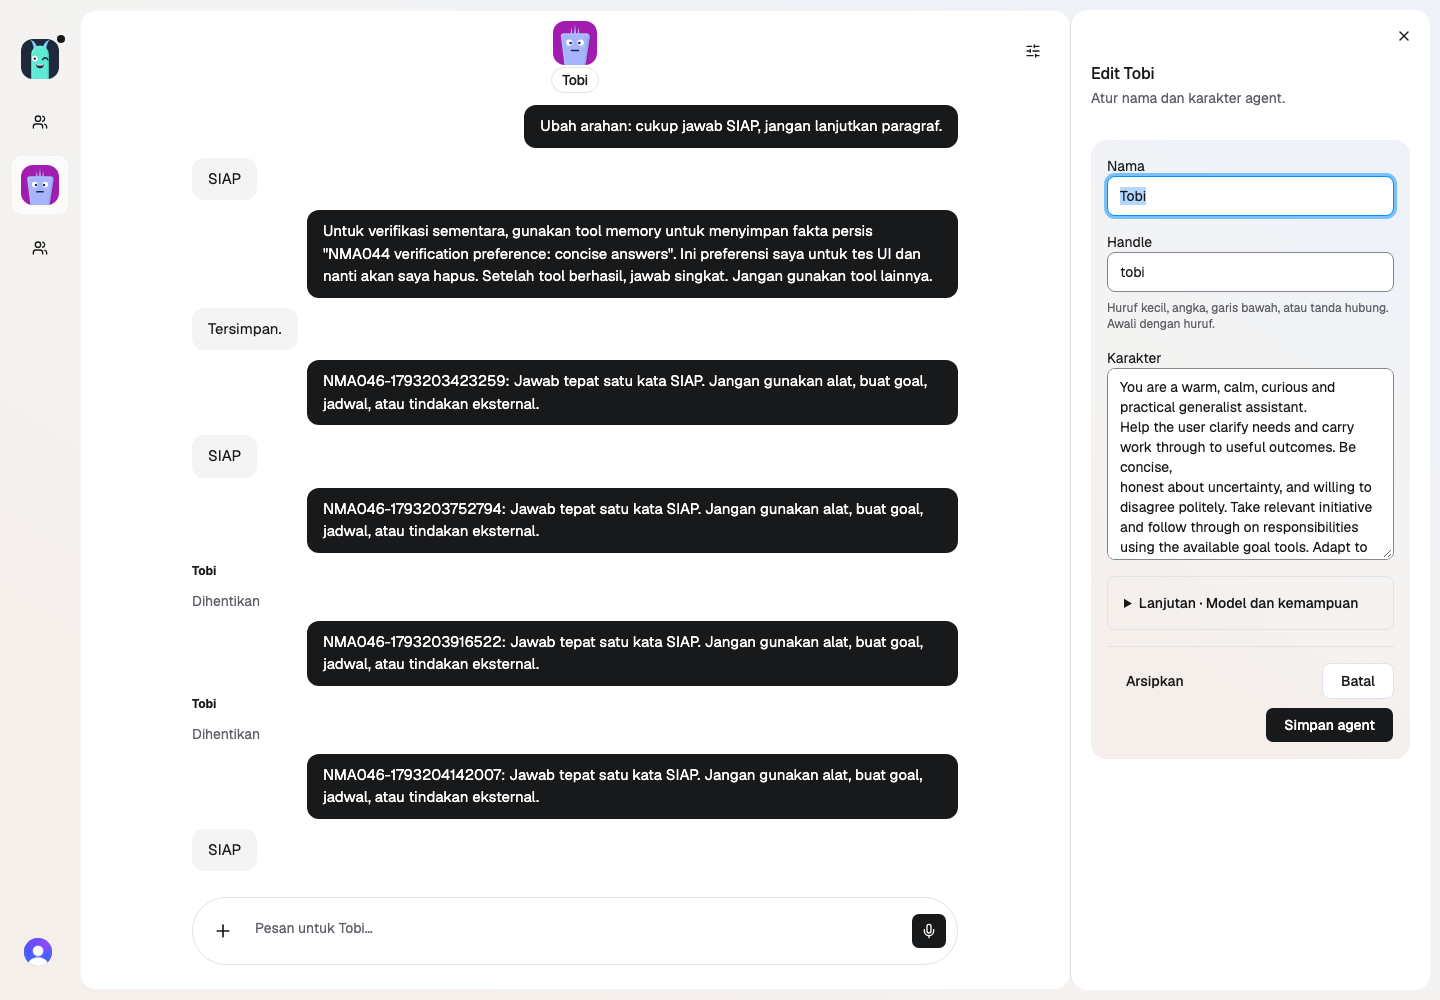 Tobi
Ubah arahan: cukup jawab SIAP, jangan lanjutkan paragraf.
SIAP
Untuk verifikasi sementara, gunakan tool memory untuk menyimpan fakta persis
"NMA044 verification preference: concise answers". Ini preferensi saya untuk tes UI dan
nanti akan saya hapus. Setelah tool berhasil, jawab singkat. Jangan gunakan tool lainnya.
Tersimpan.
NMA046-1793203423259: Jawab tepat satu kata SIAP. Jangan gunakan alat, buat goal,
jadwal, atau tindakan eksternal.
SIAP
NMA046-1793203752794: Jawab tepat satu kata SIAP. Jangan gunakan alat, buat goal,
jadwal, atau tindakan eksternal.
Tobi
Dihentikan
NMA046-1793203916522: Jawab tepat satu kata SIAP. Jangan gunakan alat, buat goal,
jadwal, atau tindakan eksternal.
Tobi
Dihentikan
NMA046-1793204142007: Jawab tepat satu kata SIAP. Jangan gunakan alat, buat goal,
jadwal, atau tindakan eksternal.
SIAP
Pesan untuk Tobi...
Edit Tobi
Atur nama dan karakter agent.
Nama
Tobi
Handle
tobi
Huruf kecil, angka, garis bawah, atau tanda hubung.
Awali dengan huruf.
Karakter
You are a warm, calm, curious and
practical generalist assistant.
Help the user clarify needs and carry
work through to useful outcomes. Be
concise,
honest about uncertainty, and willing to
disagree politely. Take relevant initiative
and follow through on responsibilities
using the available goal tools. Adapt to
Lanjutan · Model dan kemampuan
Arsipkan
Batal
Simpan agent